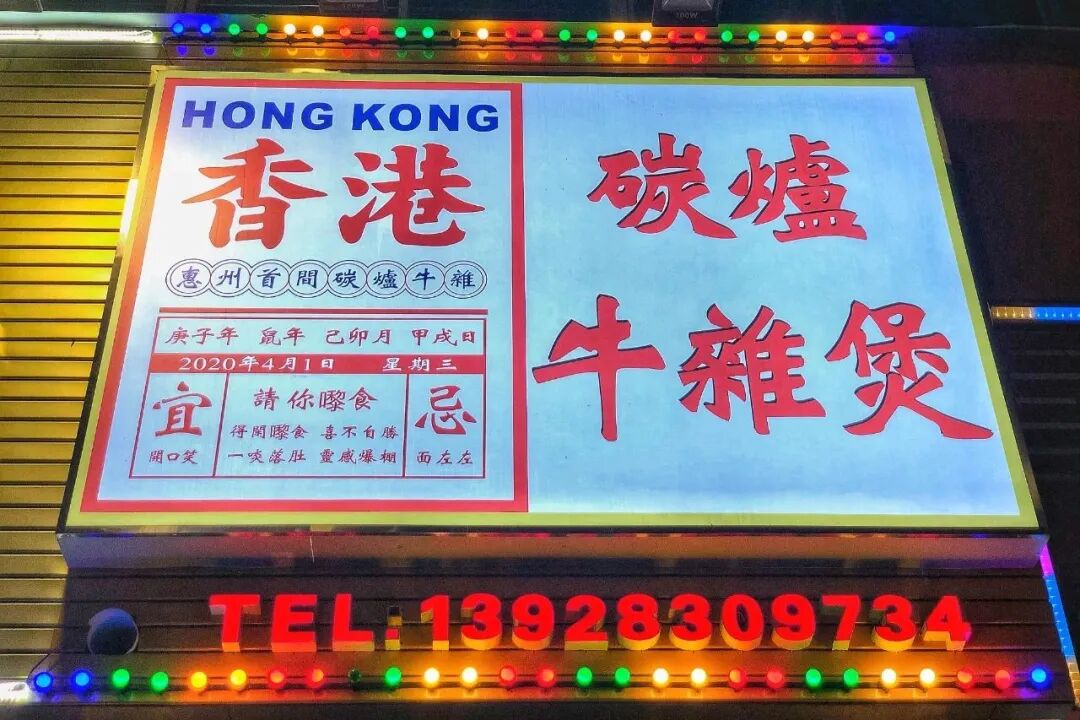 HONG KONG
香港
惠州首間碳爐牛雜
庚子年 鼠年 己卯月 甲戌日
2020年4月1日 星期三
宜
開口笑
請你嚟食
得閒嚟食 喜不自勝
一啖落肚 靈感爆棚
忌
面左左
碳爐
牛雜煲
TEL:13928309734